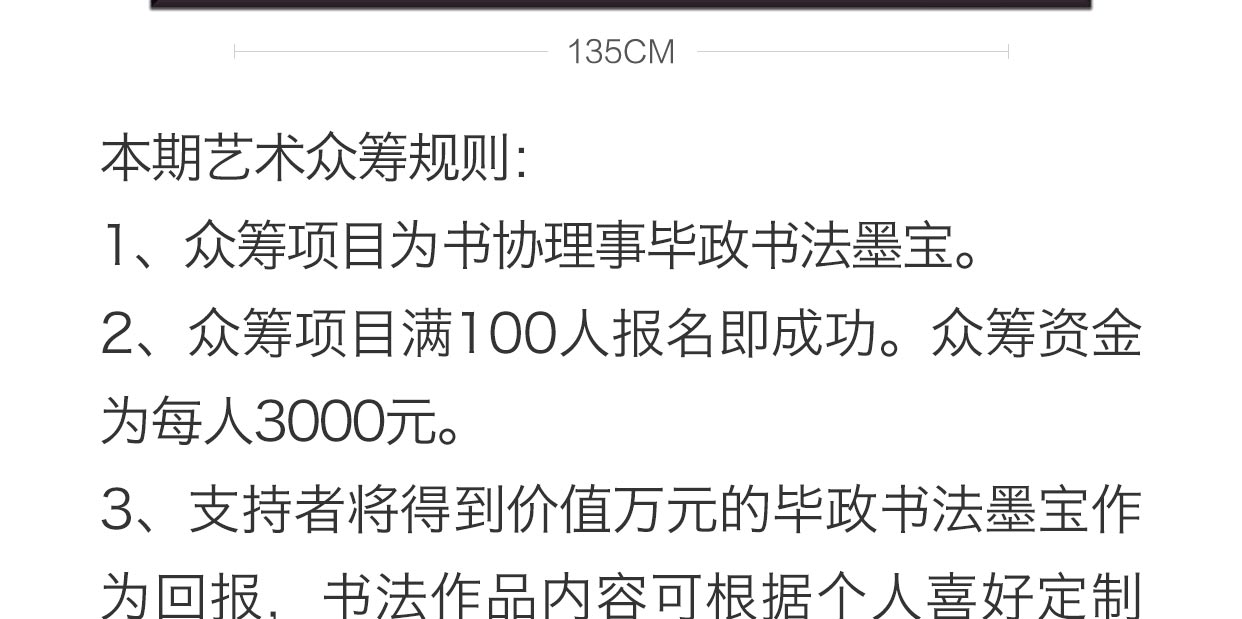 135CM
本期艺术众筹规则:
1、众筹项目为书协理事毕政书法墨宝。
2、众筹项目满100人报名即成功。众筹资金
为每人3000元。
3、支持者将得到价值万元的毕政书法墨宝作
为回报，书法作品内容可根据个人喜好定制